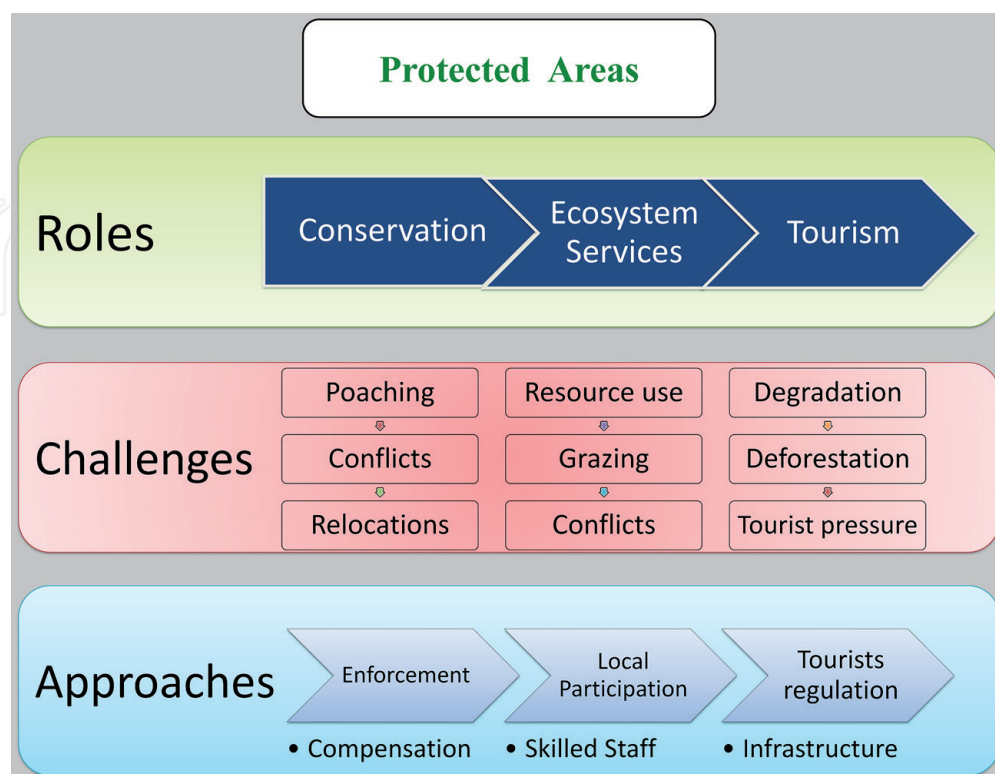 Protected Areas
Roles
Conservation
Ecosystem
Services
Tourism
Challenges
Poaching
Conflicts
Relocations
Resource use
Grazing
Conflicts
Degradation
Deforestation
Tourist pressure
Approaches
Enforcement
• Compensation
Local
Participation
• Skilled Staff
Tourists
regulation
• Infrastructure